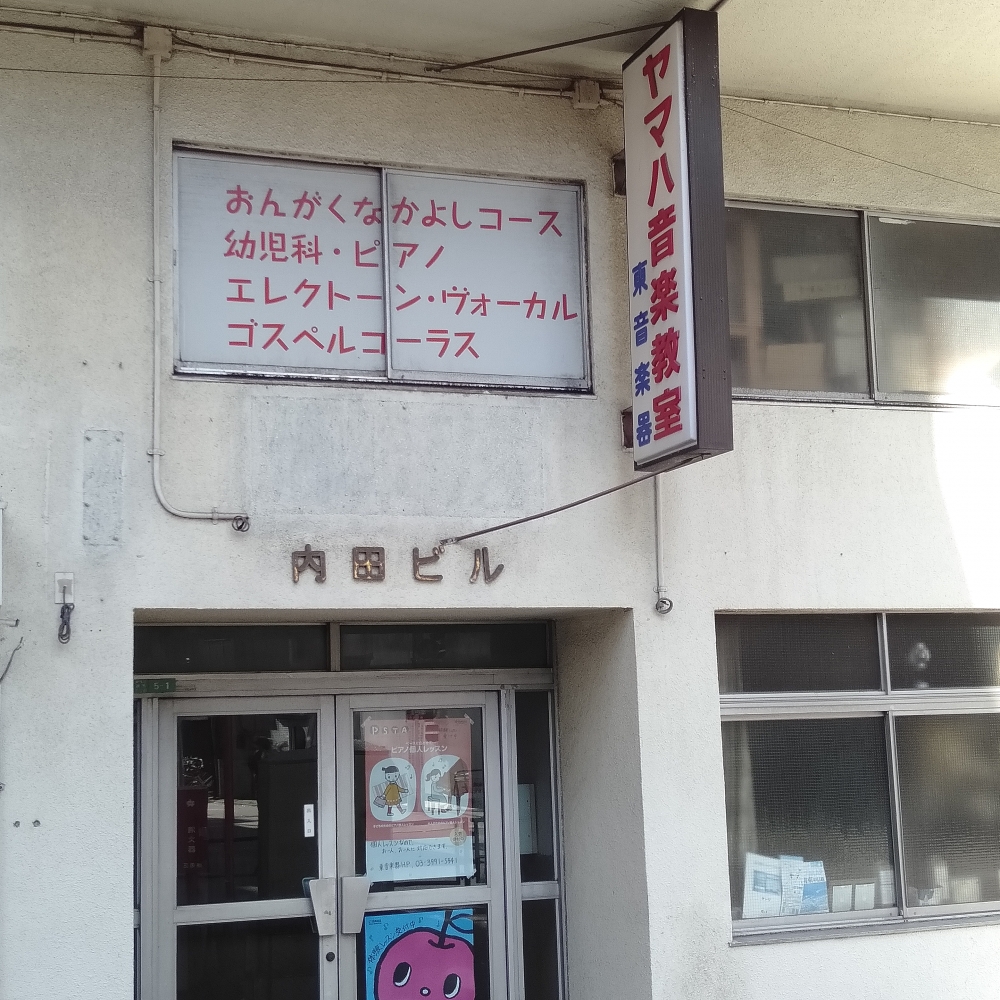 おんがくなかよしコース
幼児科・ピアノ
エレクトーン・ヴォーカル
ゴスペルコーラス
ヤマハ音楽教室
東音楽器
内田ビル
5-1
PSTA
ピアノ個人レッスン